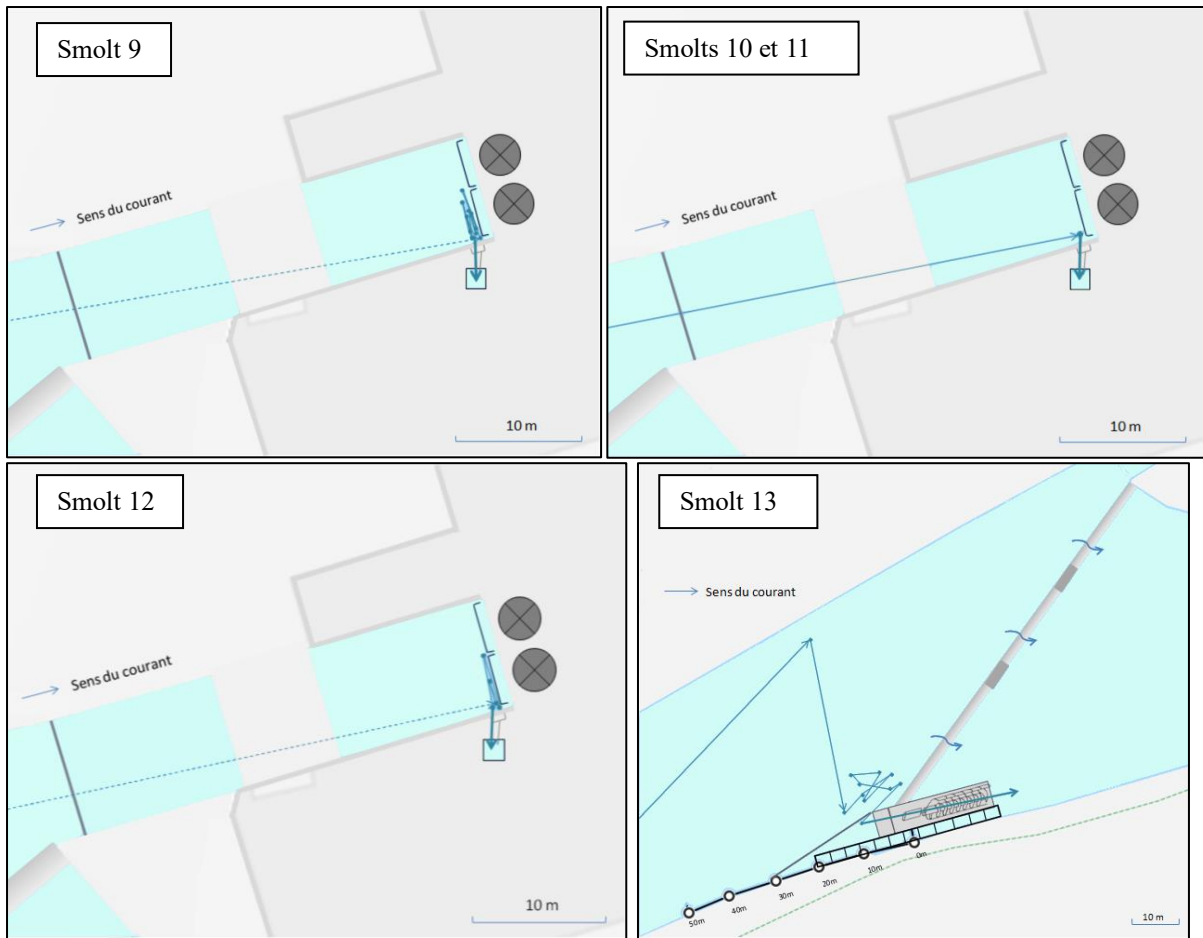 Smolt 9
Sens du courant
10 m
Smolts 10 et 11
Sens du courant
10 m
Smolt 12
Sens du courant
10 m
Smolt 13
Sens du courant
0m
10m
20m
30m
40m
50m
10 m